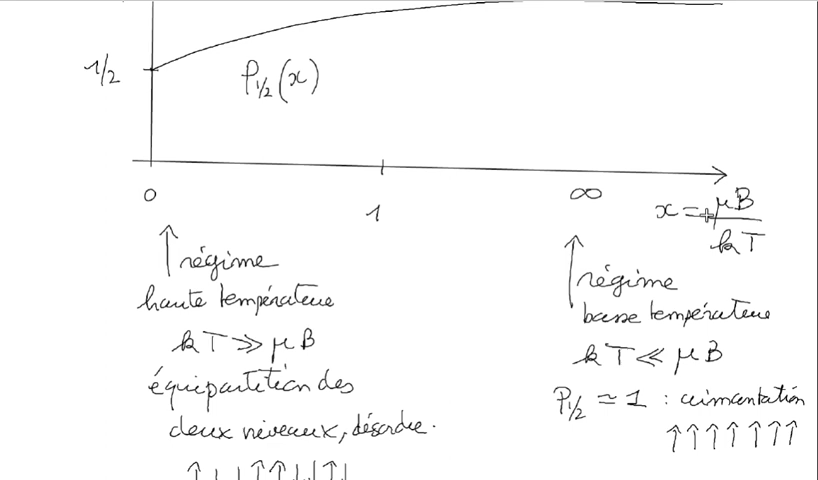 1/2
P1/2(x)
0
1
∞
x = μB / kT
régime
haute température
kT ≫ μB
équipartition des
deux niveaux, désordre.
↑↓↓↑↑↓↓↑↓
régime
basse température
kT ≪ μB
P1/2 ≃ 1 : aimantation
↑↑↑↑↑↑↑